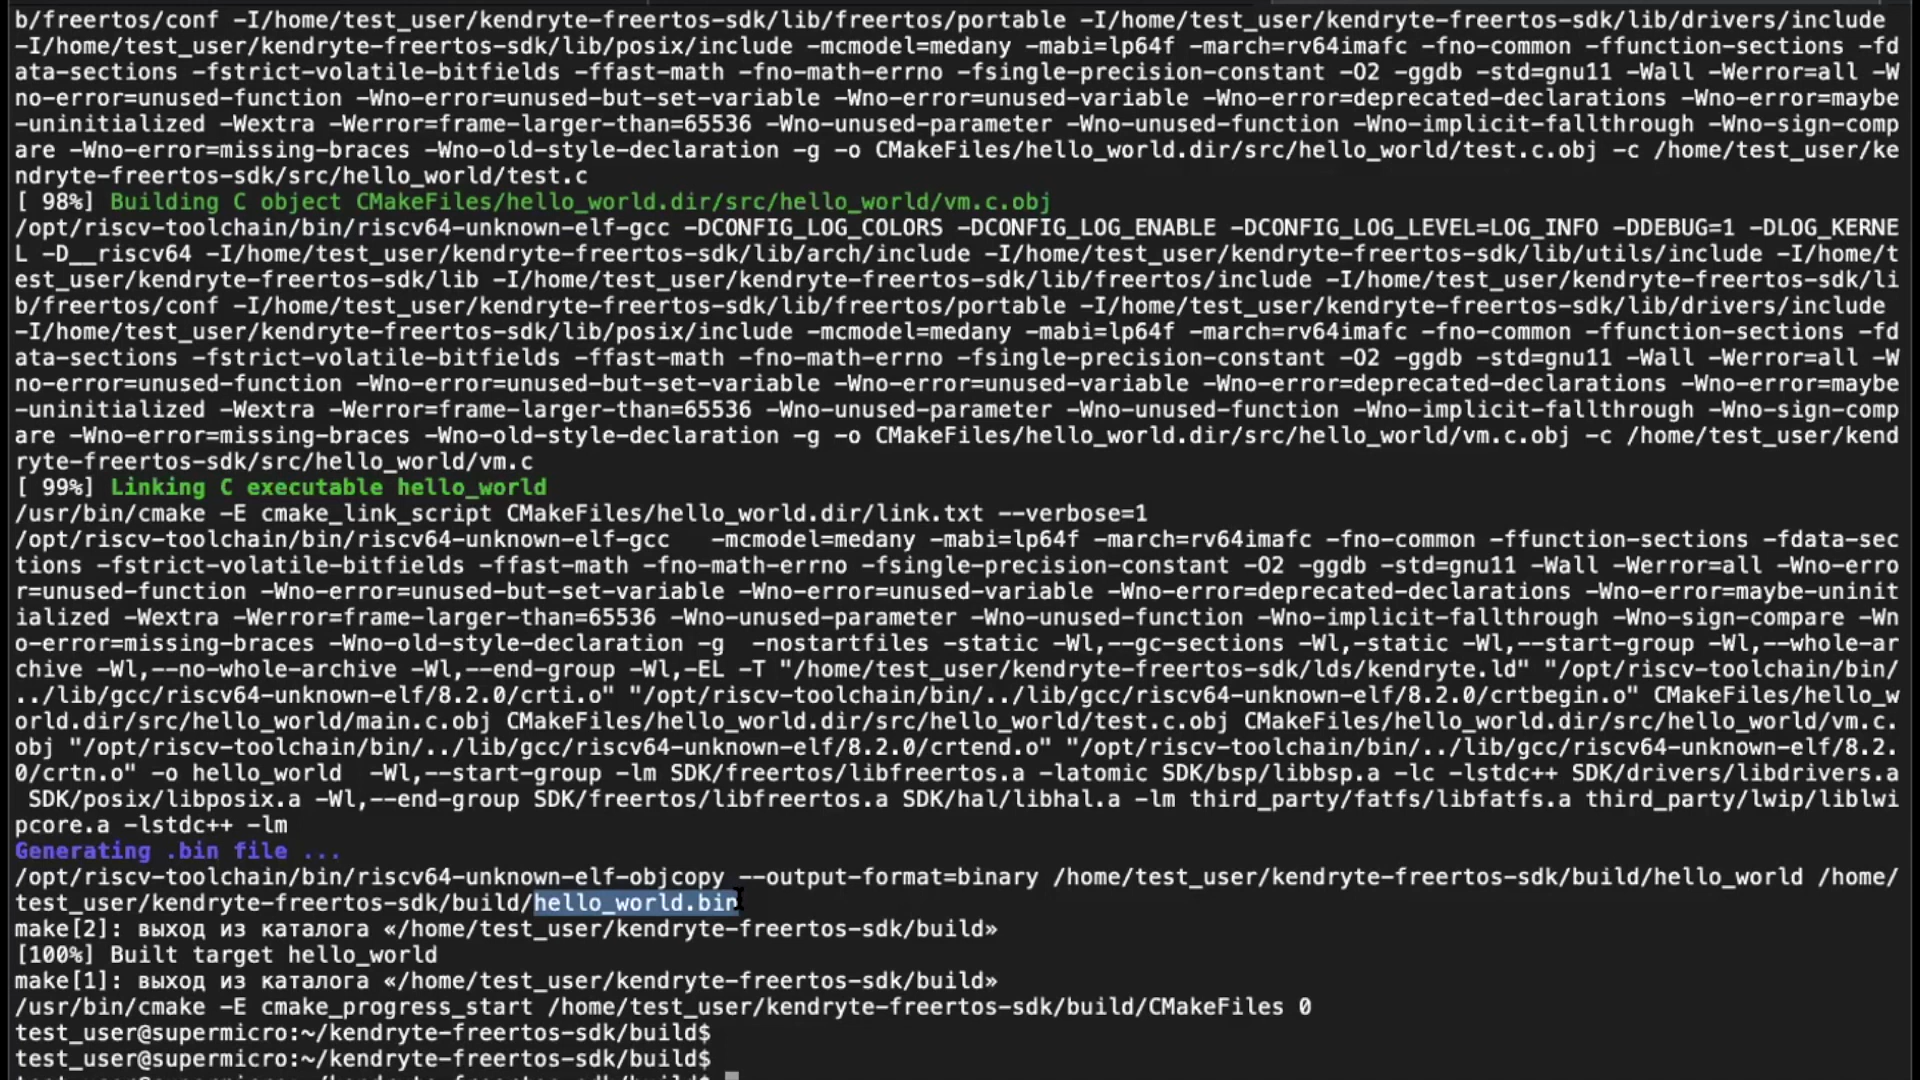 b/freertos/conf -I/home/test_user/kendryte-freertos-sdk/lib/freertos/portable -I/home/test_user/kendryte-freertos-sdk/lib/drivers/include
-I/home/test_user/kendryte-freertos-sdk/lib/posix/include -mcmodel=medany -mabi=lp64f -march=rv64imafc -fno-common -ffunction-sections -fd
ata-sections -fstrict-volatile-bitfields -ffast-math -fno-math-errno -fsingle-precision-constant -O2 -ggdb -std=gnu11 -Wall -Werror=all -W
no-error=unused-function -Wno-error=unused-but-set-variable -Wno-error=unused-variable -Wno-error=deprecated-declarations -Wno-error=maybe
-uninitialized -Wextra -Werror=frame-larger-than=65536 -Wno-unused-parameter -Wno-unused-function -Wno-implicit-fallthrough -Wno-sign-comp
are -Wno-error=missing-braces -Wno-old-style-declaration -g -o CMakeFiles/hello_world.dir/src/hello_world/test.c.obj -c /home/test_user/ke
ndryte-freertos-sdk/src/hello_world/test.c
[ 98%] Building C object CMakeFiles/hello_world.dir/src/hello_world/vm.c.obj
/opt/riscv-toolchain/bin/riscv64-unknown-elf-gcc -DCONFIG_LOG_COLORS -DCONFIG_LOG_ENABLE -DCONFIG_LOG_LEVEL=LOG_INFO -DDEBUG=1 -DLOG_KERNE
L -D__riscv64 -I/home/test_user/kendryte-freertos-sdk/lib/arch/include -I/home/test_user/kendryte-freertos-sdk/lib/utils/include -I/home/t
est_user/kendryte-freertos-sdk/lib -I/home/test_user/kendryte-freertos-sdk/lib/freertos/include -I/home/test_user/kendryte-freertos-sdk/li
b/freertos/conf -I/home/test_user/kendryte-freertos-sdk/lib/freertos/portable -I/home/test_user/kendryte-freertos-sdk/lib/drivers/include
-I/home/test_user/kendryte-freertos-sdk/lib/posix/include -mcmodel=medany -mabi=lp64f -march=rv64imafc -fno-common -ffunction-sections -fd
ata-sections -fstrict-volatile-bitfields -ffast-math -fno-math-errno -fsingle-precision-constant -O2 -ggdb -std=gnu11 -Wall -Werror=all -W
no-error=unused-function -Wno-error=unused-but-set-variable -Wno-error=unused-variable -Wno-error=deprecated-declarations -Wno-error=maybe
-uninitialized -Wextra -Werror=frame-larger-than=65536 -Wno-unused-parameter -Wno-unused-function -Wno-implicit-fallthrough -Wno-sign-comp
are -Wno-error=missing-braces -Wno-old-style-declaration -g -o CMakeFiles/hello_world.dir/src/hello_world/vm.c.obj -c /home/test_user/kend
ryte-freertos-sdk/src/hello_world/vm.c
[ 99%] Linking C executable hello_world
/usr/bin/cmake -E cmake_link_script CMakeFiles/hello_world.dir/link.txt --verbose=1
/opt/riscv-toolchain/bin/riscv64-unknown-elf-gcc   -mcmodel=medany -mabi=lp64f -march=rv64imafc -fno-common -ffunction-sections -fdata-sec
tions -fstrict-volatile-bitfields -ffast-math -fno-math-errno -fsingle-precision-constant -O2 -ggdb -std=gnu11 -Wall -Werror=all -Wno-erro
r=unused-function -Wno-error=unused-but-set-variable -Wno-error=unused-variable -Wno-error=deprecated-declarations -Wno-error=maybe-uninit
ialized -Wextra -Werror=frame-larger-than=65536 -Wno-unused-parameter -Wno-unused-function -Wno-implicit-fallthrough -Wno-sign-compare -Wn
o-error=missing-braces -Wno-old-style-declaration -g  -nostartfiles -static -Wl,--gc-sections -Wl,-static -Wl,--start-group -Wl,--whole-ar
chive -Wl,--no-whole-archive -Wl,--end-group -Wl,-EL -T "/home/test_user/kendryte-freertos-sdk/lds/kendryte.ld" "/opt/riscv-toolchain/bin/
../lib/gcc/riscv64-unknown-elf/8.2.0/crti.o" "/opt/riscv-toolchain/bin/../lib/gcc/riscv64-unknown-elf/8.2.0/crtbegin.o" CMakeFiles/hello_w
orld.dir/src/hello_world/main.c.obj CMakeFiles/hello_world.dir/src/hello_world/test.c.obj CMakeFiles/hello_world.dir/src/hello_world/vm.c.
obj "/opt/riscv-toolchain/bin/../lib/gcc/riscv64-unknown-elf/8.2.0/crtend.o" "/opt/riscv-toolchain/bin/../lib/gcc/riscv64-unknown-elf/8.2.
0/crtn.o" -o hello_world  -Wl,--start-group -lm SDK/freertos/libfreertos.a -latomic SDK/bsp/libbsp.a -lc -lstdc++ SDK/drivers/libdrivers.a
SDK/posix/libposix.a -Wl,--end-group SDK/freertos/libfreertos.a SDK/hal/libhal.a -lm third_party/fatfs/libfatfs.a third_party/lwip/liblwi
pcore.a -lstdc++ -lm
Generating .bin file ...
/opt/riscv-toolchain/bin/riscv64-unknown-elf-objcopy --output-format=binary /home/test_user/kendryte-freertos-sdk/build/hello_world /home/
test_user/kendryte-freertos-sdk/build/hello_world.bin
make[2]: выход из каталога «/home/test_user/kendryte-freertos-sdk/build»
[100%] Built target hello_world
make[1]: выход из каталога «/home/test_user/kendryte-freertos-sdk/build»
/usr/bin/cmake -E cmake_progress_start /home/test_user/kendryte-freertos-sdk/build/CMakeFiles 0
test_user@supermicro:~/kendryte-freertos-sdk/build$
test_user@supermicro:~/kendryte-freertos-sdk/build$